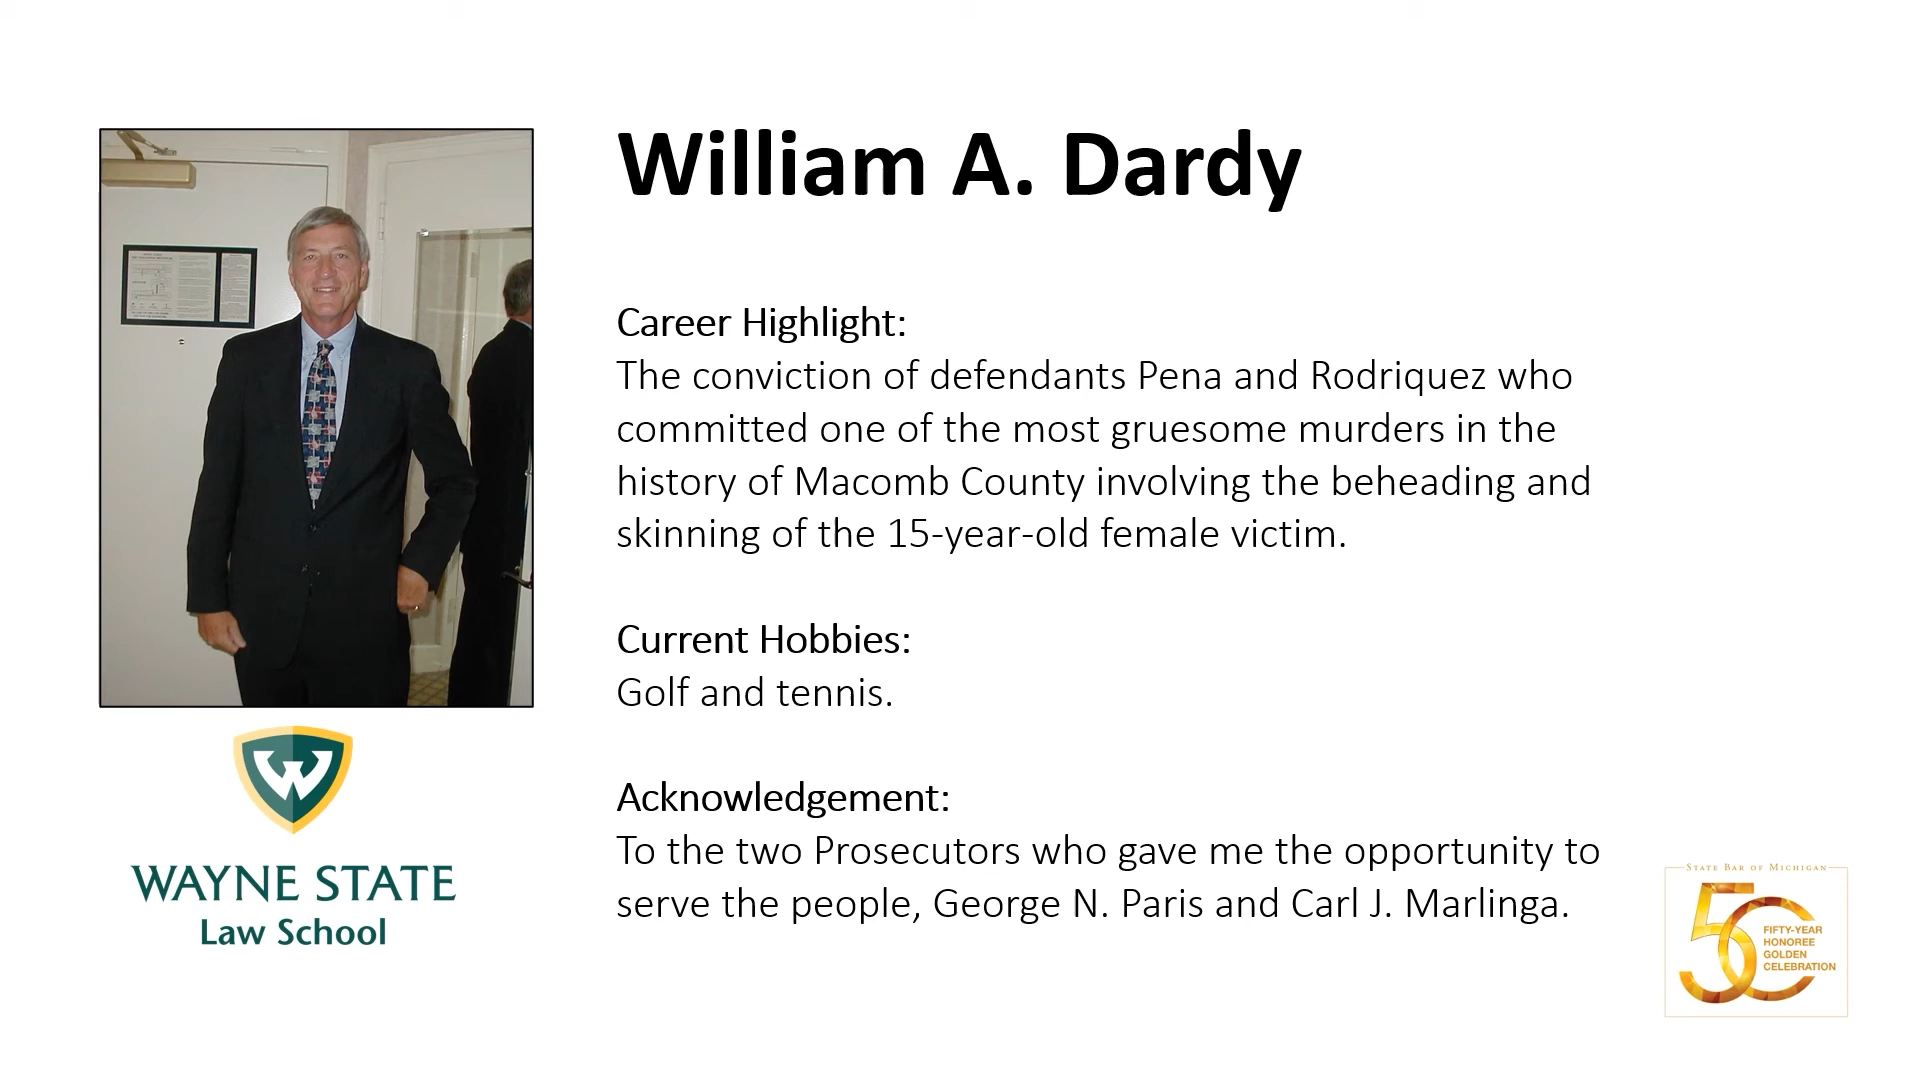 William A. Dardy
Career Highlight:
The conviction of defendants Pena and Rodriquez who
committed one of the most gruesome murders in the
history of Macomb County involving the beheading and
skinning of the 15-year-old female victim.
Current Hobbies:
Golf and tennis.
Acknowledgement:
To the two Prosecutors who gave me the opportunity to
serve the people, George N. Paris and Carl J. Marlinga.
W
WAYNE STATE
Law School
STATE BAR OF MICHIGAN
50
FIFTY-YEAR
HONOREE
GOLDEN
CELEBRATION